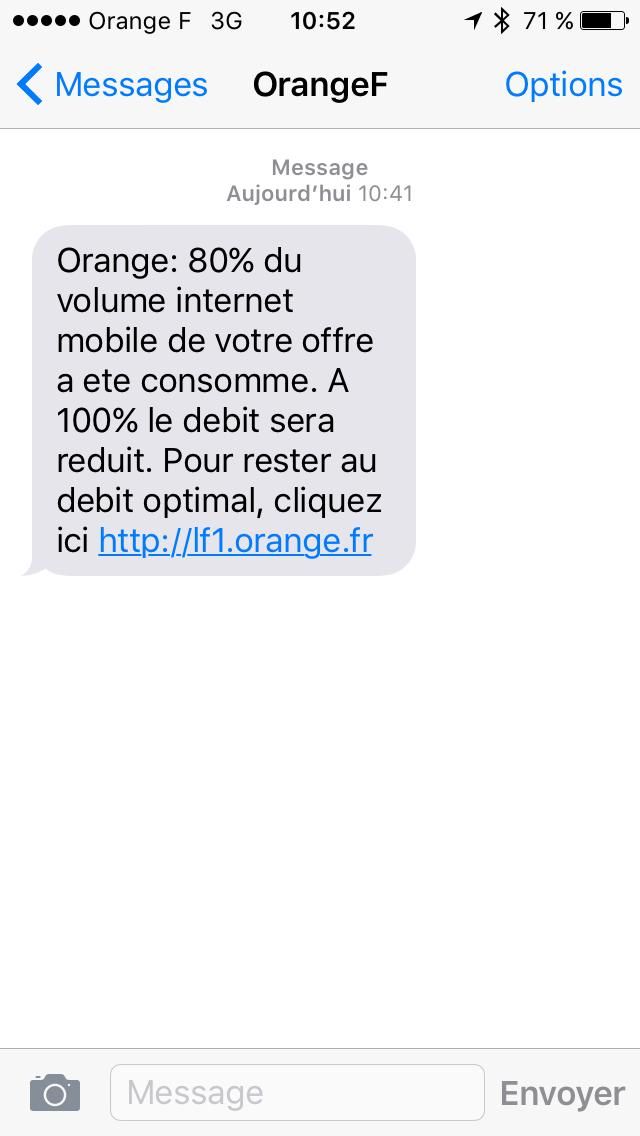 Orange F 3G 10:52 71 %
Messages OrangeF Options
Message
Aujourd'hui 10:41
Orange: 80% du
volume internet
mobile de votre offre
a ete consomme. A
100% le debit sera
reduit. Pour rester au
debit optimal, cliquez
ici http://lf1.orange.fr
Message Envoyer